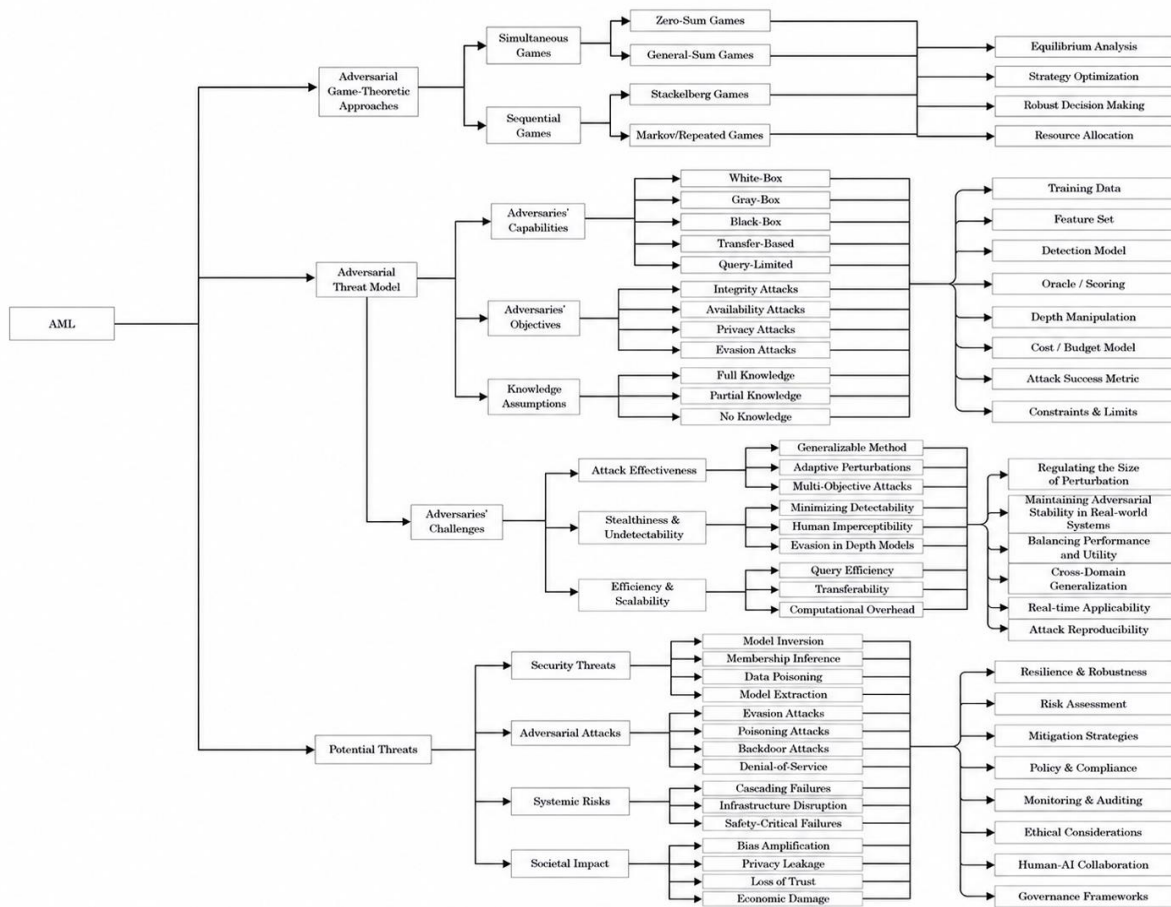 AML
Adversarial
Game-Theoretic
Approaches
Simultaneous
Games
Zero-Sum Games
General-Sum Games
Sequential
Games
Stackelberg Games
Markov/Repeated Games
Equilibrium Analysis
Strategy Optimization
Robust Decision Making
Resource Allocation
Adversarial
Threat Model
Adversaries'
Capabilities
White-Box
Gray-Box
Black-Box
Transfer-Based
Query-Limited
Adversaries'
Objectives
Integrity Attacks
Availability Attacks
Privacy Attacks
Evasion Attacks
Knowledge
Assumptions
Full Knowledge
Partial Knowledge
No Knowledge
Training Data
Feature Set
Detection Model
Oracle / Scoring
Depth Manipulation
Cost / Budget Model
Attack Success Metric
Constraints & Limits
Adversaries'
Challenges
Attack Effectiveness
Generalizable Method
Adaptive Perturbations
Multi-Objective Attacks
Stealthiness &
Undetectability
Minimizing Detectability
Human Imperceptibility
Evasion in Depth Models
Efficiency &
Scalability
Query Efficiency
Transferability
Computational Overhead
Regulating the Size
of Perturbation
Maintaining Adversarial
Stability in Real-world
Systems
Balancing Performance
and Utility
Cross-Domain
Generalization
Real-time Applicability
Attack Reproducibility
Potential Threats
Security Threats
Model Inversion
Membership Inference
Data Poisoning
Model Extraction
Adversarial Attacks
Evasion Attacks
Poisoning Attacks
Backdoor Attacks
Denial-of-Service
Systemic Risks
Cascading Failures
Infrastructure Disruption
Safety-Critical Failures
Societal Impact
Bias Amplification
Privacy Leakage
Loss of Trust
Economic Damage
Resilience & Robustness
Risk Assessment
Mitigation Strategies
Policy & Compliance
Monitoring & Auditing
Ethical Considerations
Human-AI Collaboration
Governance Frameworks